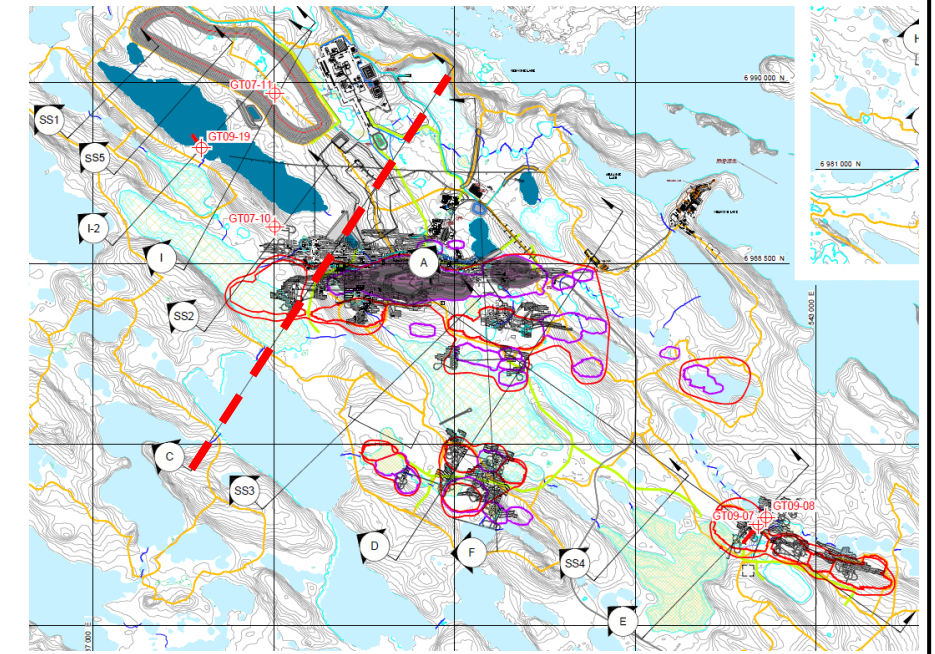 H
6 990 000 N
GT07-11
SS1
GT09-19
SS5
6 981 000 N
GT07-10
I-2
I
A
6 988 500 N
SS2
543 000 E
C
SS3
GT09-08
GT09-07
D
F
SS4
E